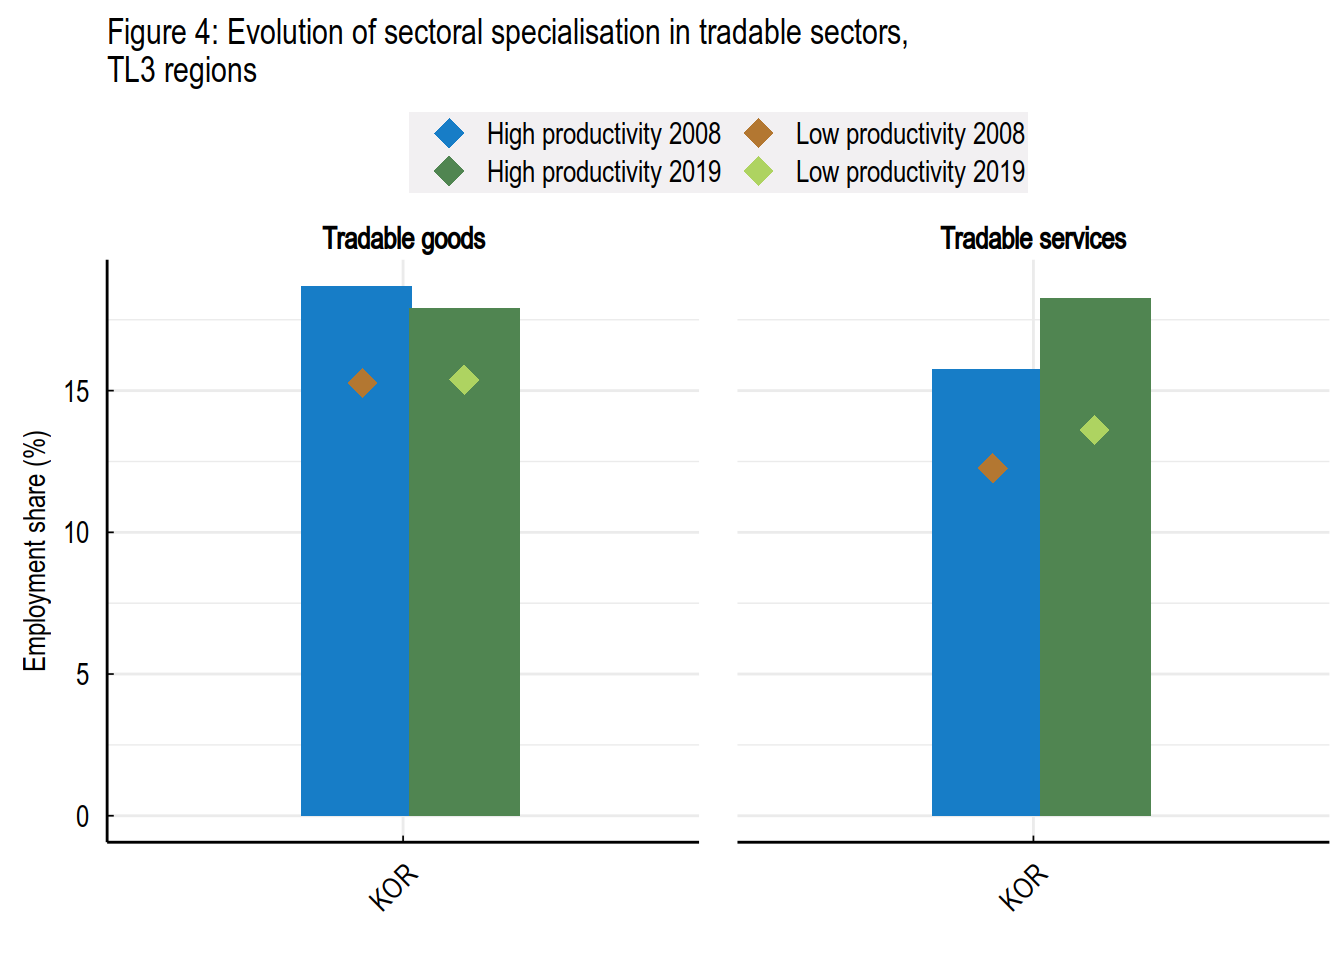 Figure 4: Evolution of sectoral specialisation in tradable sectors,
TL3 regions
High productivity 2008
Low productivity 2008
High productivity 2019
Low productivity 2019
Tradable goods
Tradable services
Employment share (%)
15
10
5
0
KOR
KOR